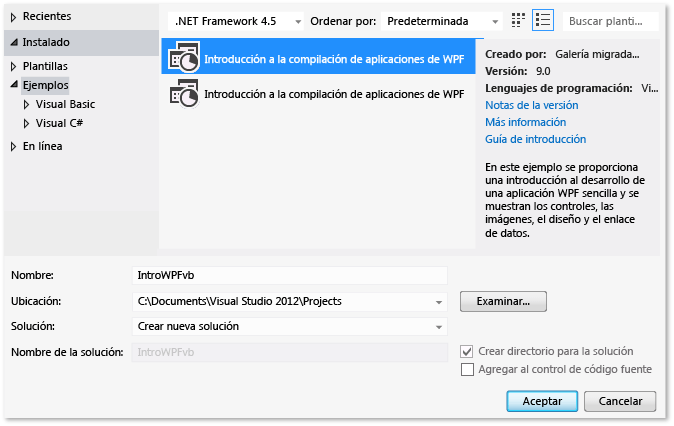 Recientes
.NET Framework 4.5 Ordenar por: Predeterminada Buscar planti...
Instalado
Plantillas
Ejemplos
Visual Basic
Visual C#
En línea
Introducción a la compilación de aplicaciones de WPF
Introducción a la compilación de aplicaciones de WPF
Creado por: Galería migrada...
Versión: 9.0
Lenguajes de programación: Vi...
Notas de la versión
Más información
Guía de introducción
En este ejemplo se proporciona
una introducción al desarrollo de
una aplicación WPF sencilla y se
muestran los controles, las
imágenes, el diseño y el enlace
de datos.
Nombre: IntroWPFvb
Ubicación: C:\Documents\Visual Studio 2012\Projects Examinar...
Solución: Crear nueva solución
Nombre de la solución: IntroWPFvb Crear directorio para la solución
Agregar al control de código fuente
Aceptar Cancelar